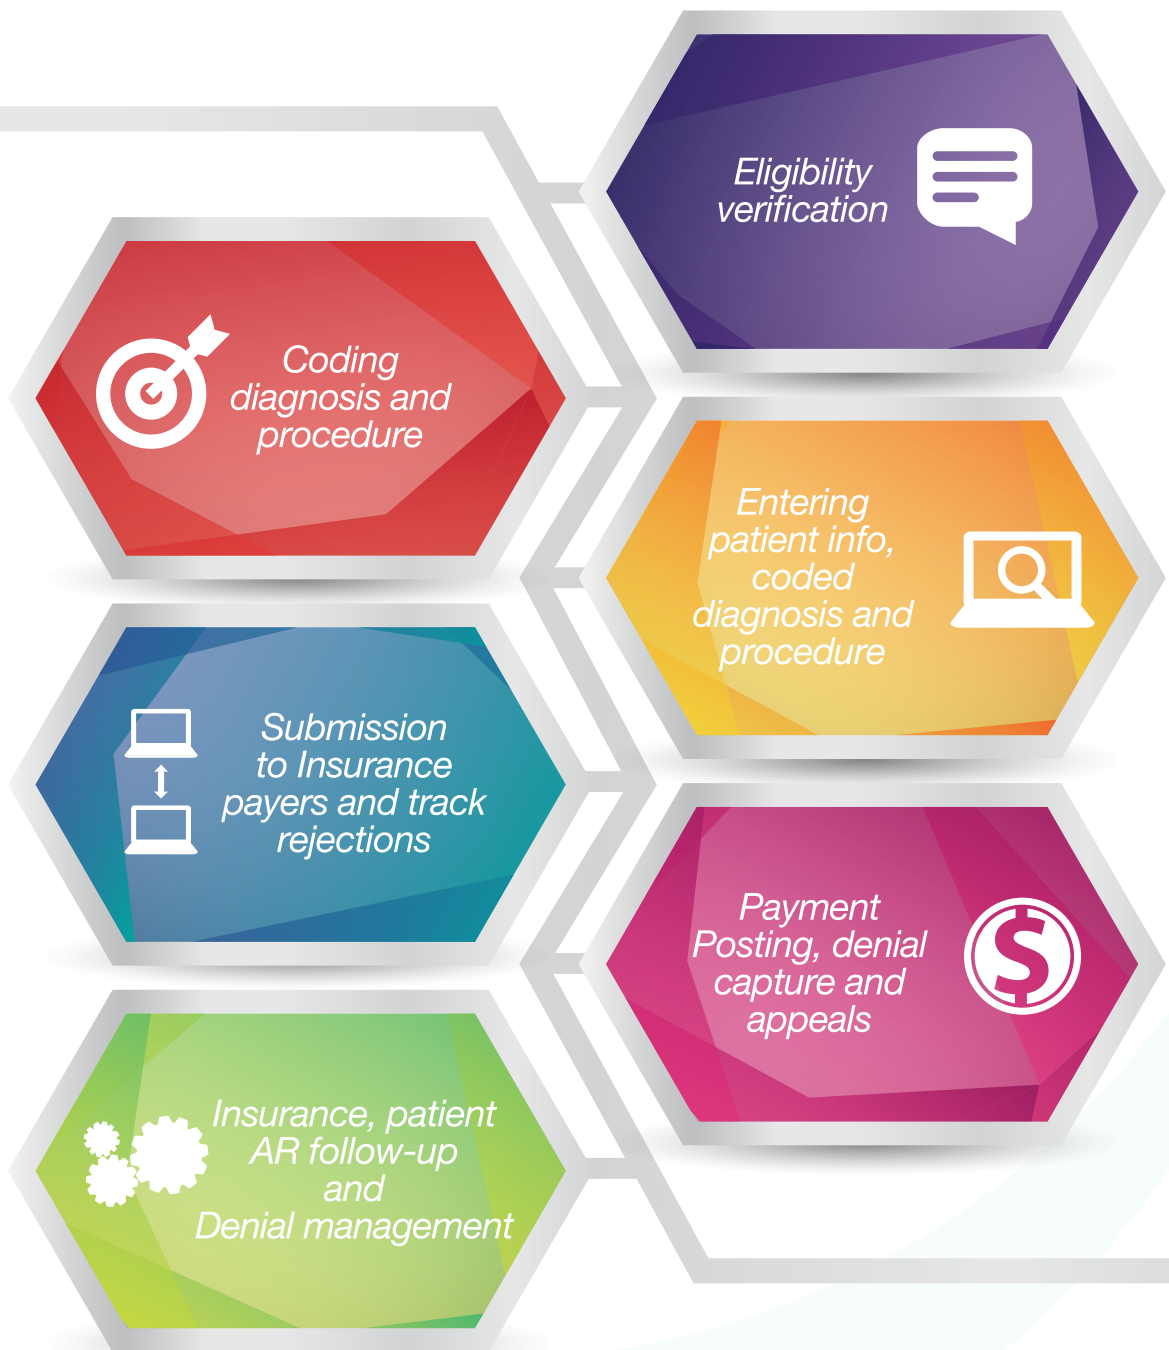 Eligibility
verification
Coding
diagnosis and
procedure
Entering
patient info,
coded
diagnosis and
procedure
Submission
to Insurance
payers and track
rejections
Payment
Posting, denial
capture and
appeals
Insurance, patient
AR follow-up
and
Denial management